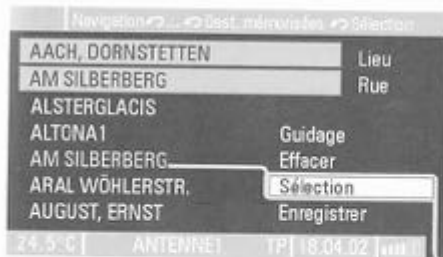 Navigation ... Dest. mémorisées Sélection
AACH, DORNSTETTEN Lieu
AM SILBERBERG Rue
ALSTERGLACIS
ALTONA1 Guidage
AM SILBERBERG Effacer
ARAL WÖHLERSTR. Sélection
AUGUST, ERNST Enregistrer
24.5°C ANTENNE1 TP 18.04.02